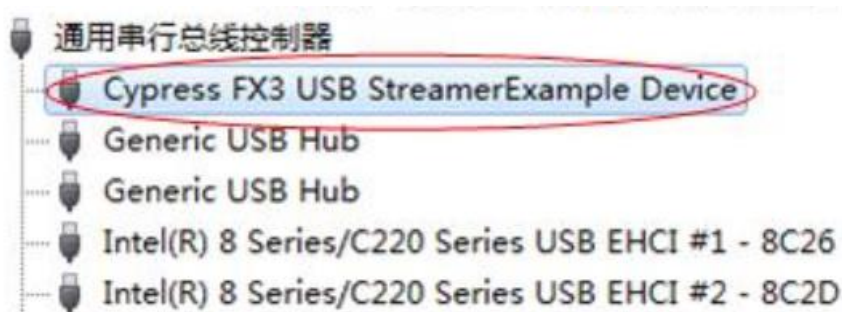 通用串行总线控制器
Cypress FX3 USB StreamerExample Device
Generic USB Hub
Generic USB Hub
Intel(R) 8 Series/C220 Series USB EHCI #1 - 8C26
Intel(R) 8 Series/C220 Series USB EHCI #2 - 8C2D